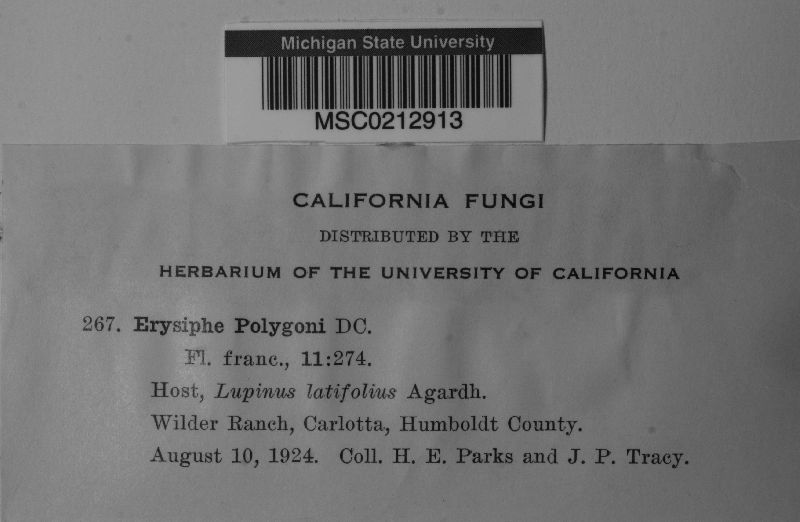 Michigan State University
MSC0212913
CALIFORNIA FUNGI
DISTRIBUTED BY THE
HERBARIUM OF THE UNIVERSITY OF CALIFORNIA
267. Erysiphe Polygoni DC.
Fl. franc., 11:274.
Host, Lupinus latifolius Agardh.
Wilder Ranch, Carlotta, Humboldt County.
August 10, 1924. Coll. H. E. Parks and J. P. Tracy.